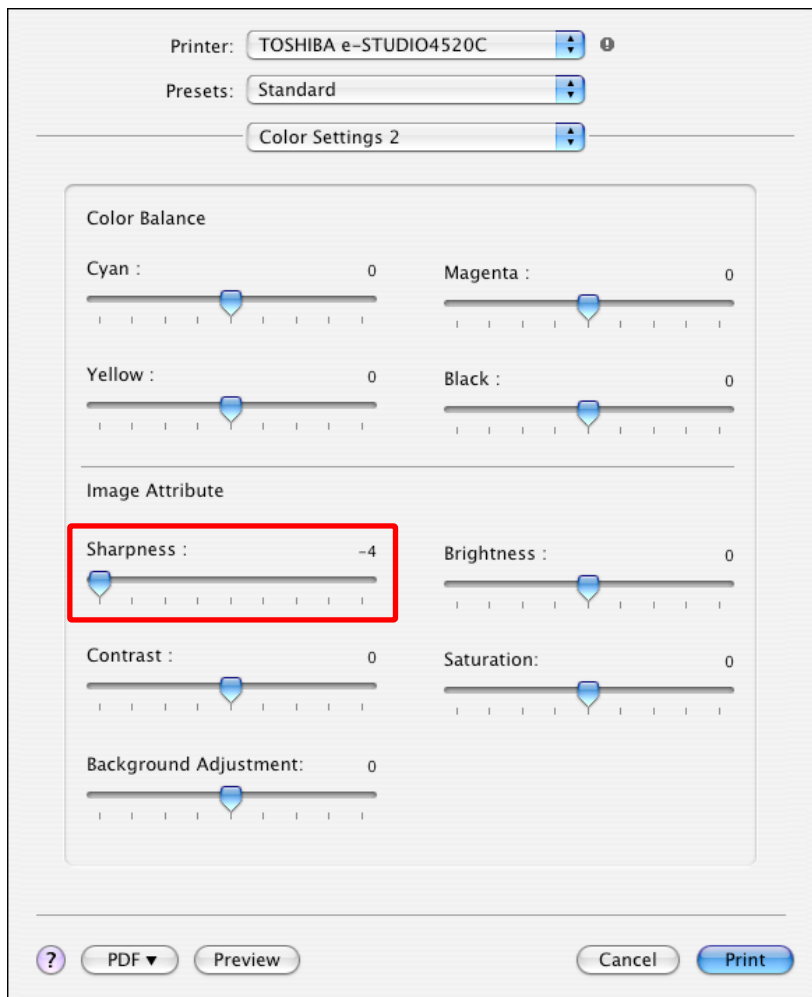 Printer: TOSHIBA e-STUDIO4520C
Presets: Standard
Color Settings 2
Color Balance
Cyan : 0
Magenta : 0
Yellow : 0
Black : 0
Image Attribute
Sharpness : -4
Brightness : 0
Contrast : 0
Saturation: 0
Background Adjustment: 0
? PDF ▼ Preview Cancel Print